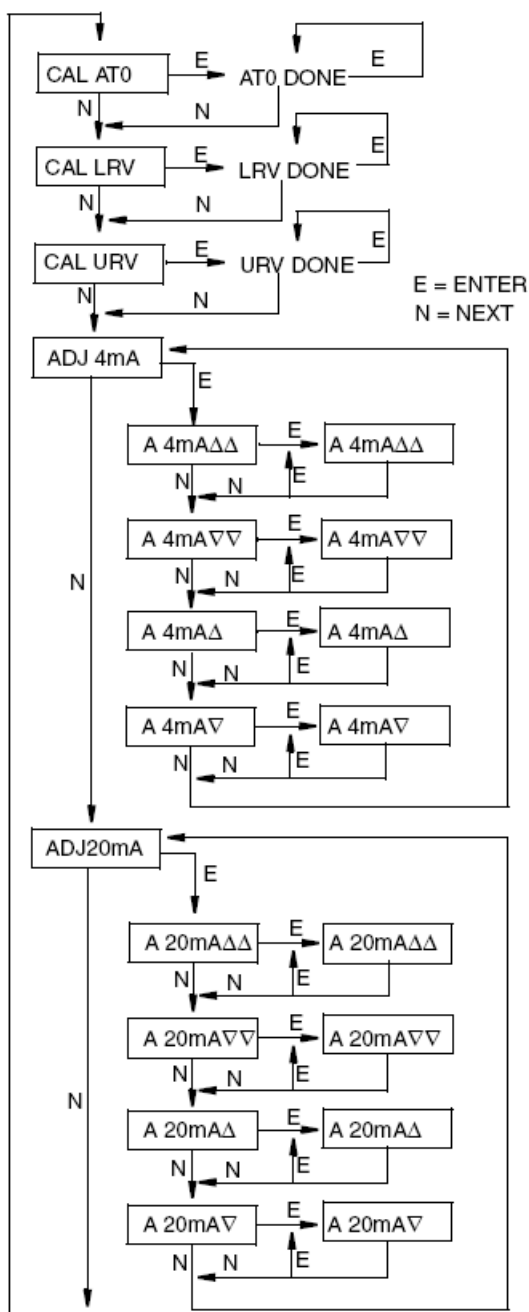 E
E
CAL AT0
AT0 DONE
N
N
E
E
CAL LRV
LRV DONE
N
N
E
E
CAL URV
URV DONE
N
N
E = ENTER
N = NEXT
ADJ 4mA
E
E
A 4mA∆∆
A 4mA∆∆
N
N
E
E
A 4mA∇∇
A 4mA∇∇
N
N
E
N
E
A 4mA∆
A 4mA∆
N
N
E
E
A 4mA∇
A 4mA∇
N
N
E
ADJ20mA
E
E
A 20mA∆∆
A 20mA∆∆
N
N
E
E
A 20mA∇∇
A 20mA∇∇
N
N
E
N
E
A 20mA∆
A 20mA∆
N
N
E
E
A 20mA∇
A 20mA∇
N
N
E